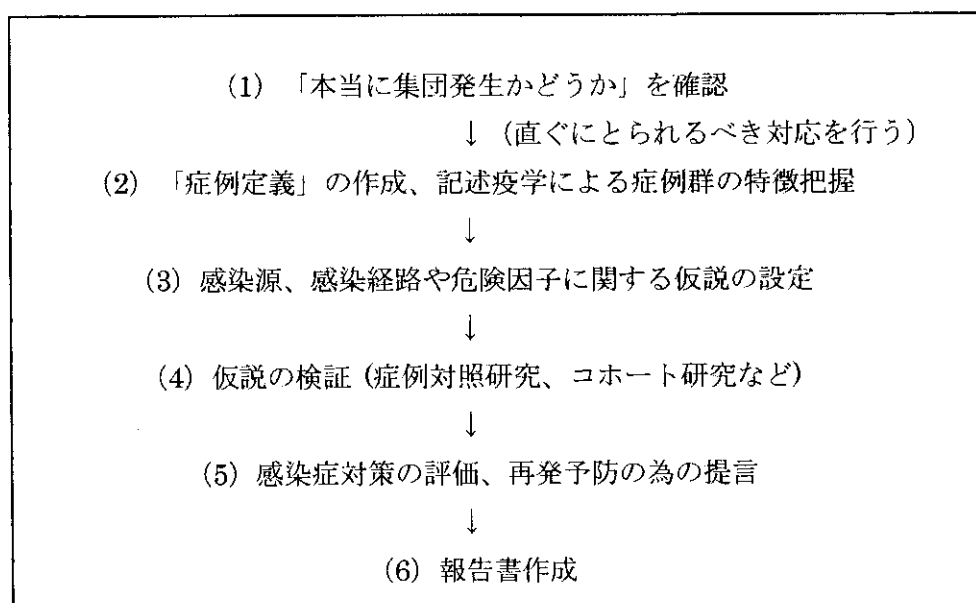 (1) 「本当に集団発生かどうか」を確認
↓ (直ぐにとられるべき対応を行う)
(2) 「症例定義」の作成、記述疫学による症例群の特徴把握
↓
(3) 感染源、感染経路や危険因子に関する仮説の設定
↓
(4) 仮説の検証 (症例対照研究、コホート研究など)
↓
(5) 感染症対策の評価、再発予防の為の提言
↓
(6) 報告書作成